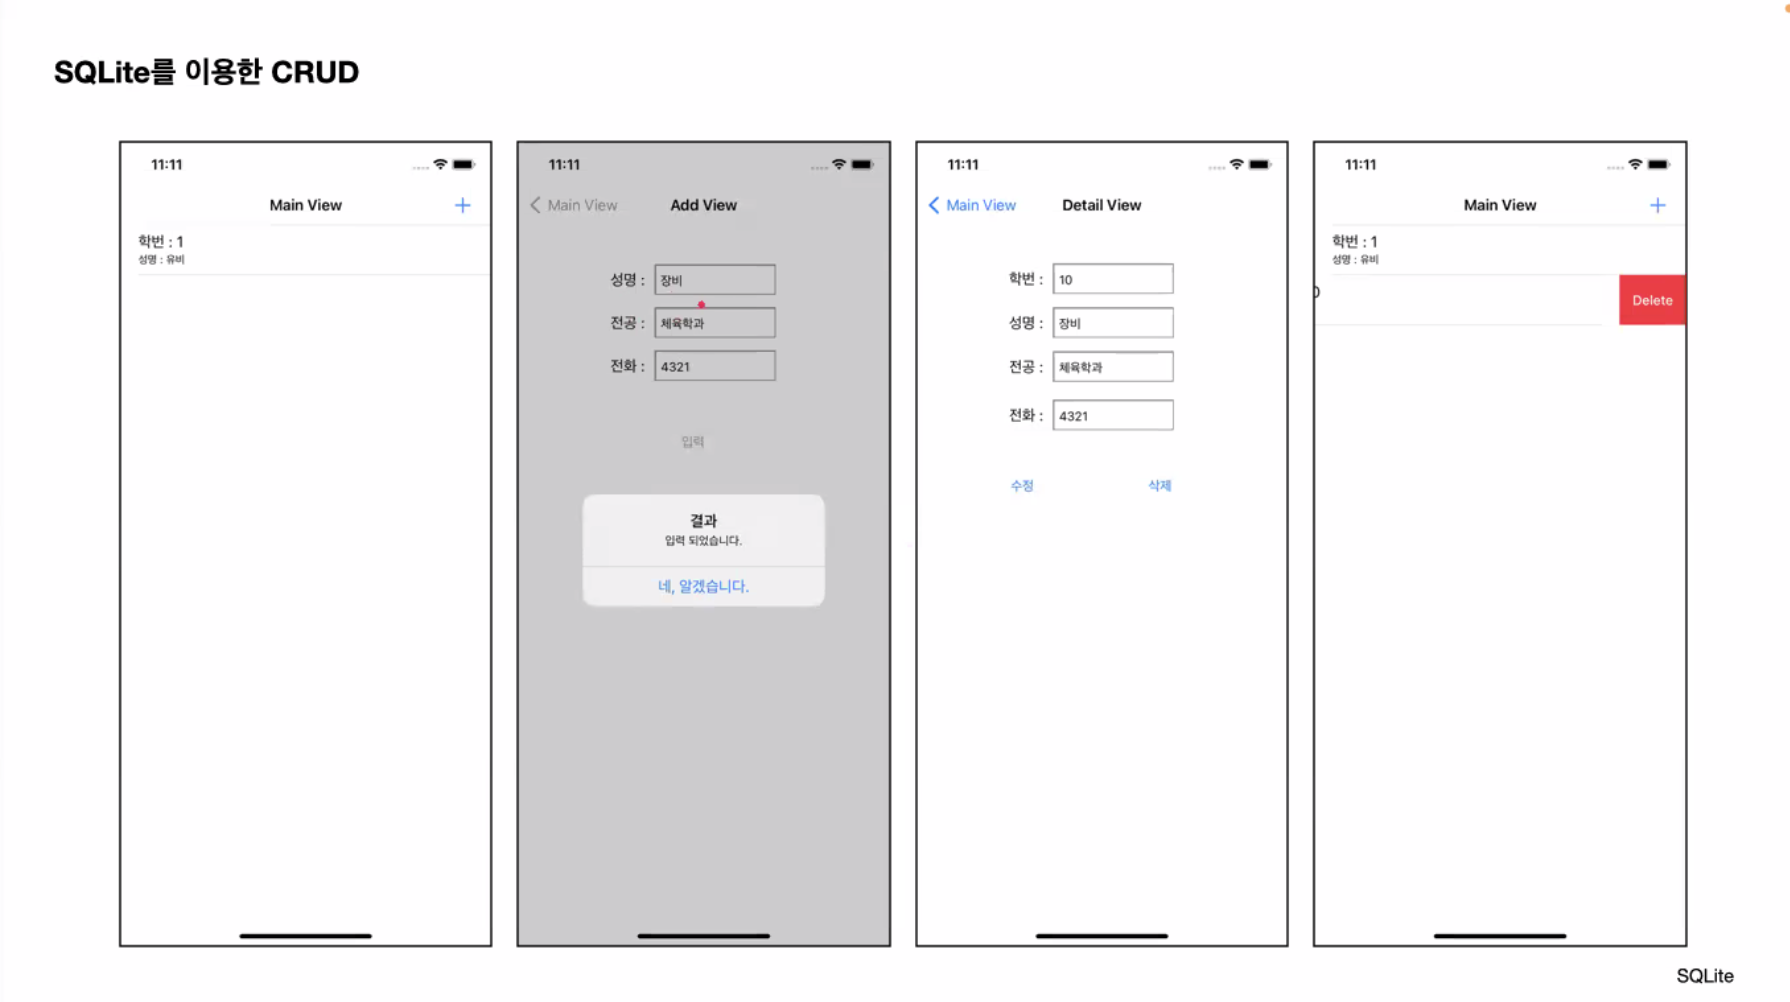 SQLite를 이용한 CRUD
11:11
Main View
학번 : 1
성명 : 유비
11:11
Main View
Add View
성명 : 장비
전공 : 체육학과
전화 : 4321
입력
결과
입력 되었습니다.
네, 알겠습니다.
11:11
Main View
Detail View
학번 : 10
성명 : 장비
전공 : 체육학과
전화 : 4321
수정
삭제
11:11
Main View
학번 : 1
성명 : 유비
Delete
SQLite